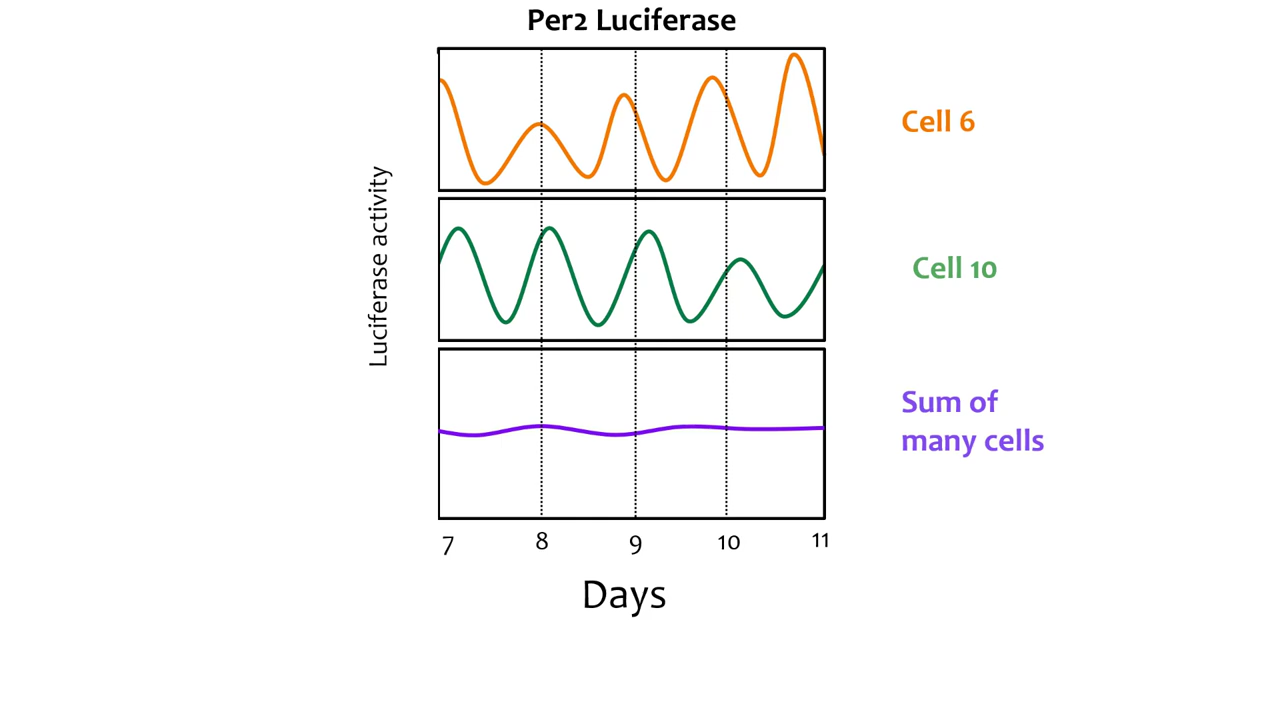 Per2 Luciferase
Luciferase activity
Cell 6
Cell 10
Sum of
many cells
7 8 9 10 11
Days